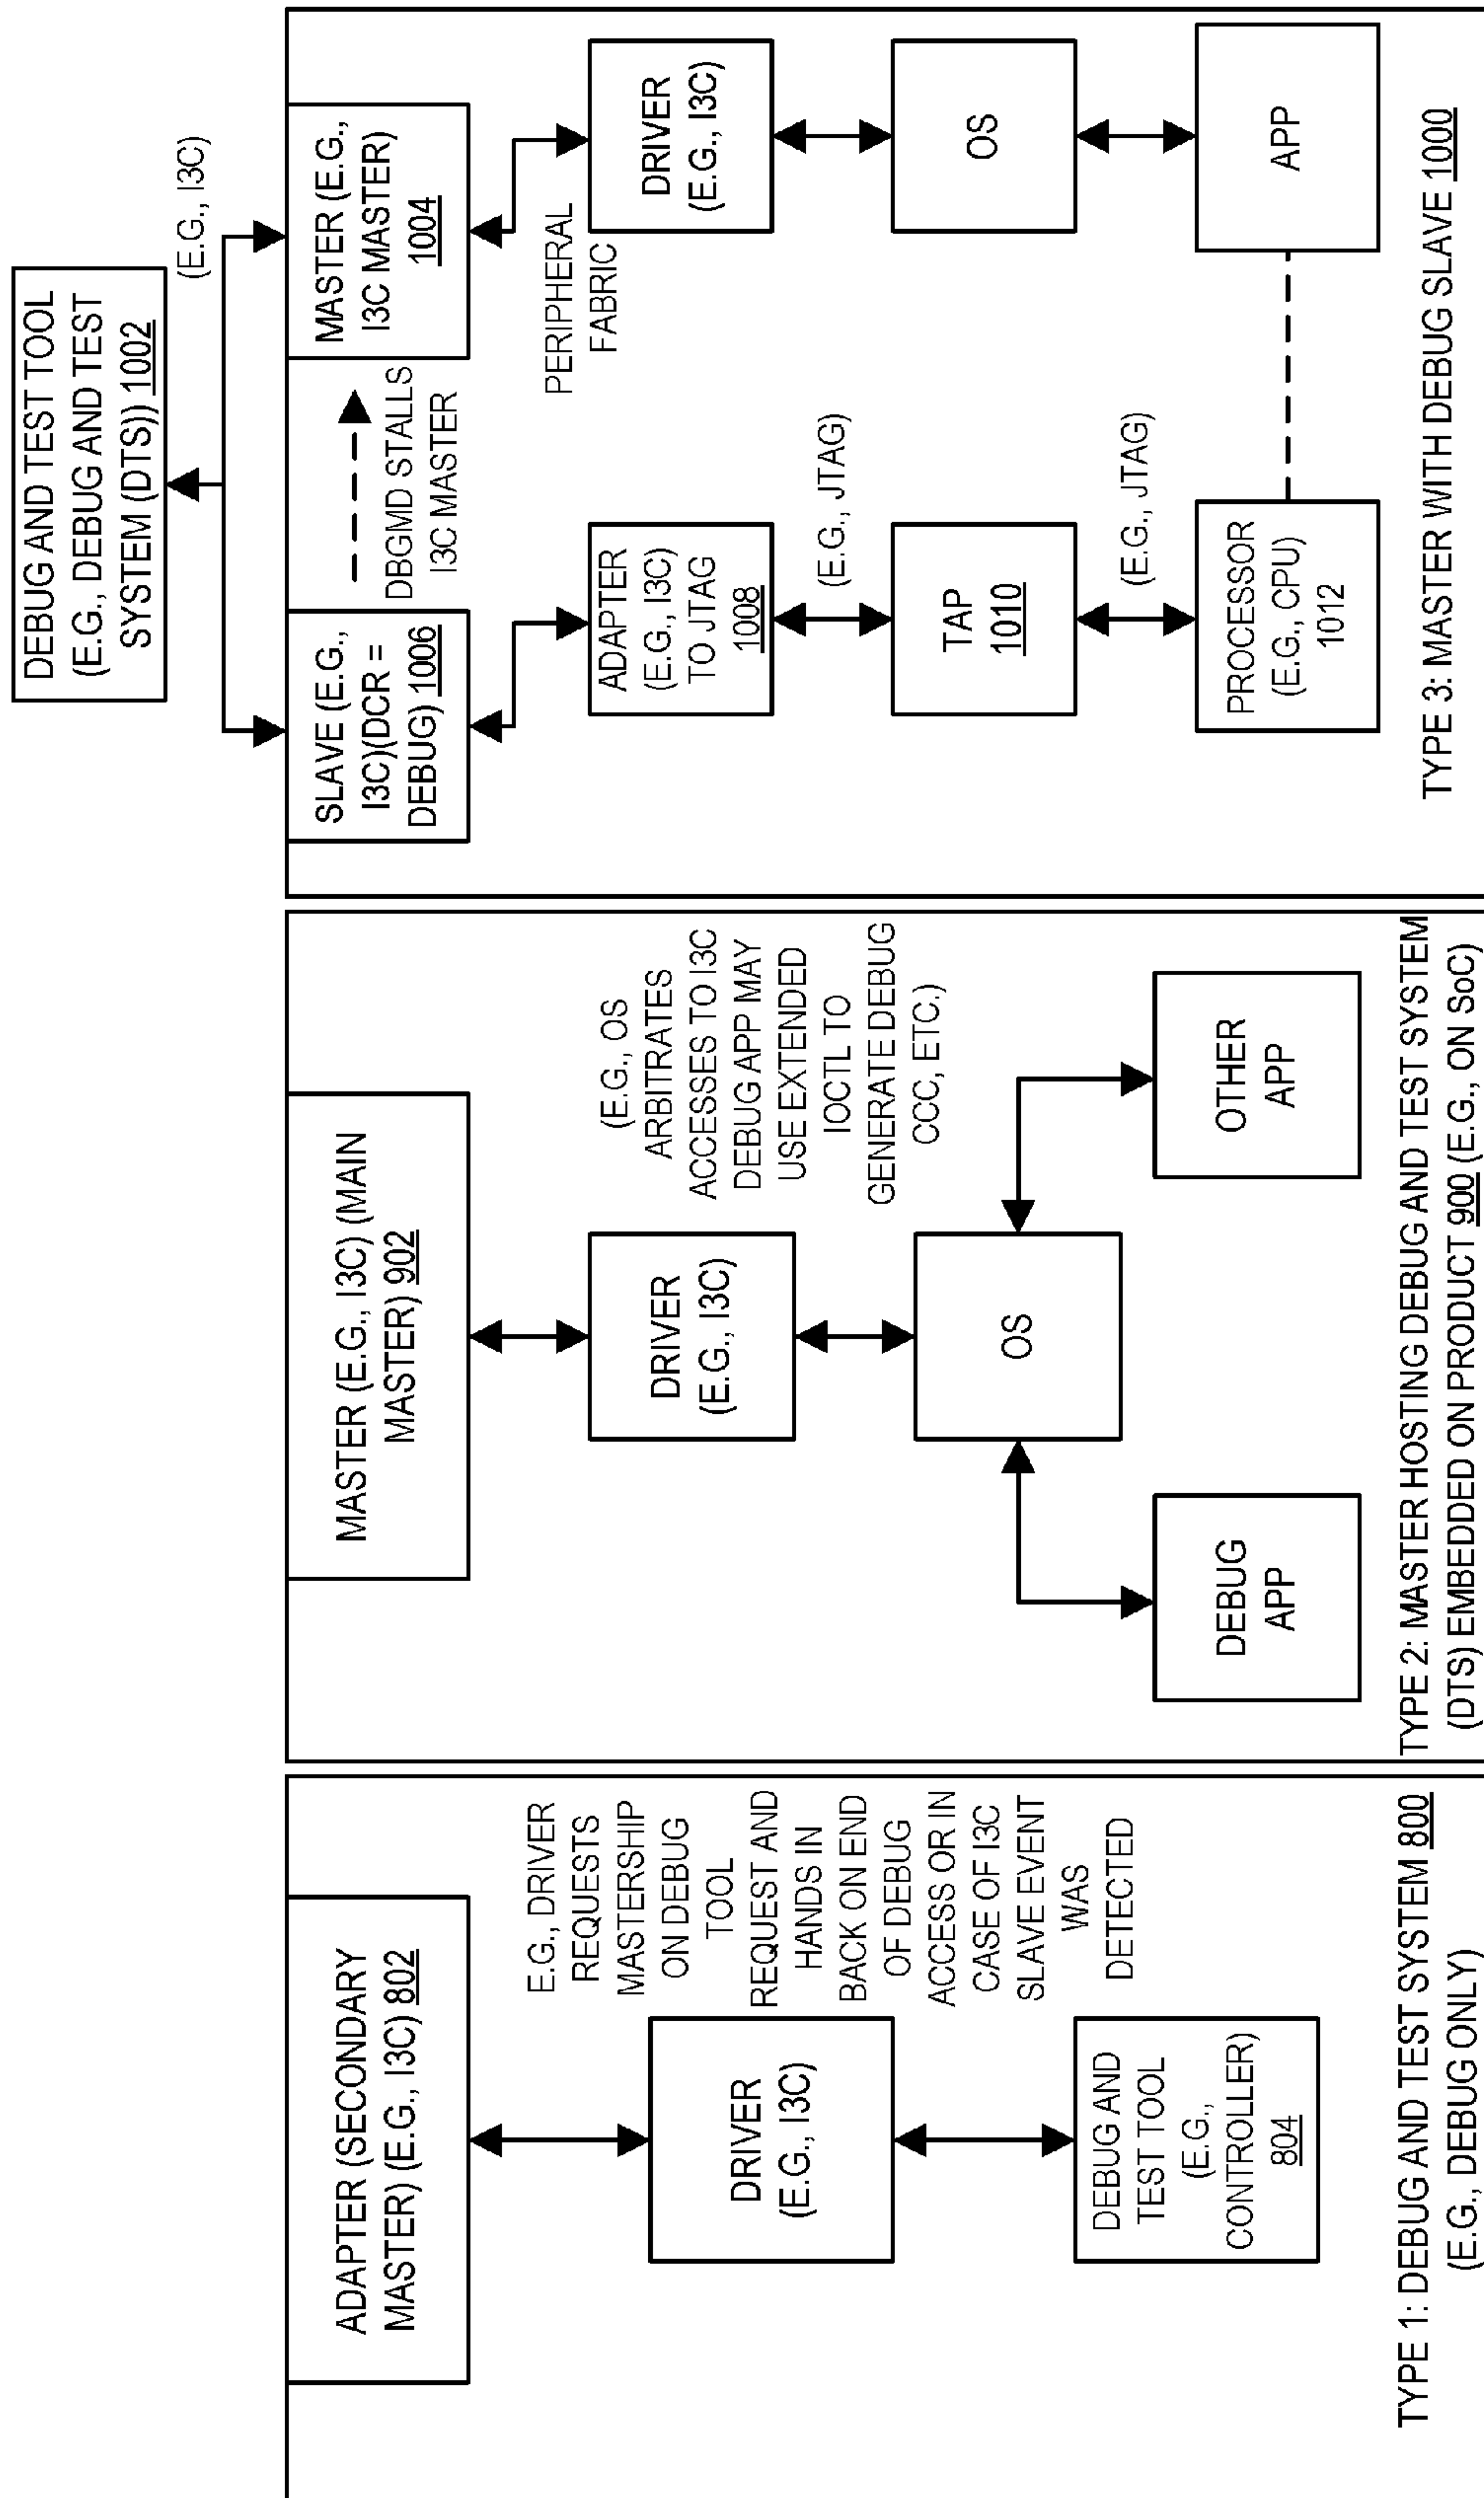 ADAPTER (SECONDARY
MASTER) (E.G., I3C) 802
DRIVER
(E.G., I3C)
E.G., DRIVER
REQUESTS
MASTERSHIP
ON DEBUG
TOOL
REQUEST AND
HANDS IN
BACK ON END
OF DEBUG
ACCESS OR IN
CASE OF I3C
SLAVE EVENT
WAS
DETECTED
DEBUG AND
TEST TOOL
(E.G.,
CONTROLLER)
804
TYPE 1: DEBUG AND TEST SYSTEM 800
(E.G., DEBUG ONLY)
MASTER (E.G., I3C) (MAIN
MASTER) 902
DRIVER
(E.G., I3C)
(E.G., OS
ARBITRATES
ACCESSES TO I3C
DEBUG APP MAY
USE EXTENDED
IOCTL TO
GENERATE DEBUG
CCC, ETC.)
OS
DEBUG
APP
OTHER
APP
TYPE 2: MASTER HOSTING DEBUG AND TEST SYSTEM
(DTS) EMBEDDED ON PRODUCT 900 (E.G., ON SoC)
DEBUG AND TEST TOOL
(E.G., DEBUG AND TEST
SYSTEM (DTS)) 1002
(E.G., I3C)
SLAVE (E.G.,
I3C)(DCR =
DEBUG) 1006
DBGMD STALLS
I3C MASTER
MASTER (E.G.,
I3C MASTER)
1004
PERIPHERAL
FABRIC
ADAPTER
(E.G., I3C)
TO JTAG
1008
DRIVER
(E.G., I3C)
(E.G., JTAG)
TAP
1010
OS
(E.G., JTAG)
PROCESSOR
(E.G., CPU)
1012
APP
TYPE 3: MASTER WITH DEBUG SLAVE 1000